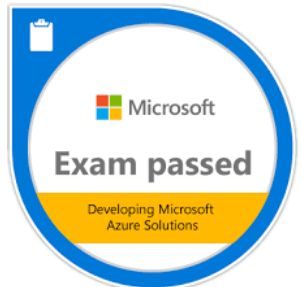 Microsoft
Exam passed
Developing Microsoft
Azure Solutions